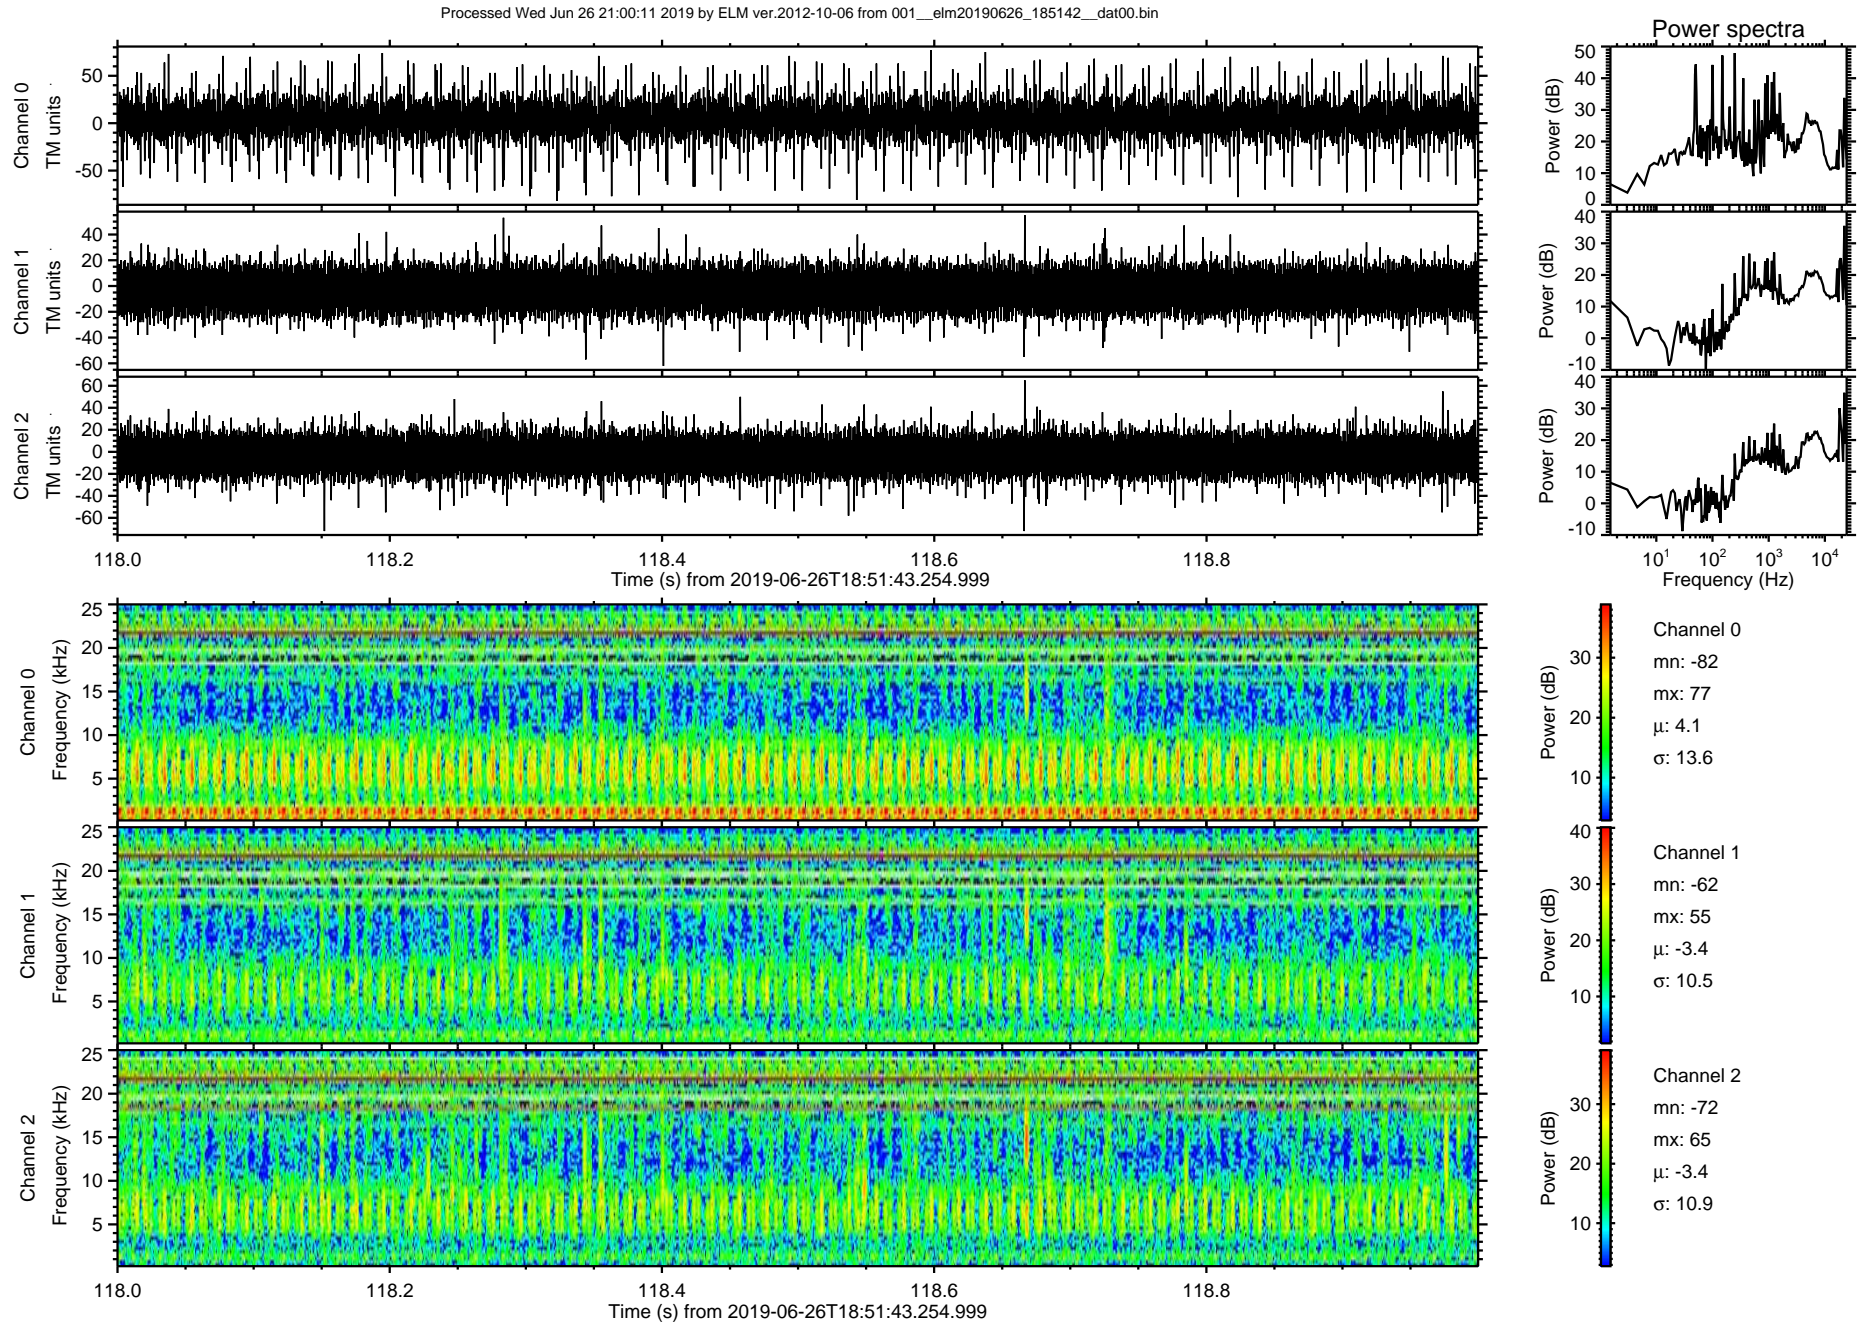 Processed Wed Jun 26 21:00:11 2019 by ELM ver.2012-10-06 from 001__elm20190626_185142__dat00.bin
Power spectra
Channel 0
TM units
50
0
-50
Power (dB)
50
40
30
20
10
0
Channel 1
TM units
40
20
0
-20
-40
-60
Power (dB)
40
30
20
10
0
-10
Channel 2
TM units
60
40
20
0
-20
-40
-60
Power (dB)
40
30
20
10
0
-10
118.0 118.2 118.4 118.6 118.8
Time (s) from 2019-06-26T18:51:43.254.999
10¹ 10² 10³ 10⁴
Frequency (Hz)
Channel 0
Frequency (kHz)
25
20
15
10
5
Power (dB)
30
20
10
Channel 0
mn: -82
mx: 77
μ: 4.1
σ: 13.6
Channel 1
Frequency (kHz)
25
20
15
10
5
Power (dB)
40
30
20
10
Channel 1
mn: -62
mx: 55
μ: -3.4
σ: 10.5
Channel 2
Frequency (kHz)
25
20
15
10
5
Power (dB)
30
20
10
Channel 2
mn: -72
mx: 65
μ: -3.4
σ: 10.9
118.0 118.2 118.4 118.6 118.8
Time (s) from 2019-06-26T18:51:43.254.999